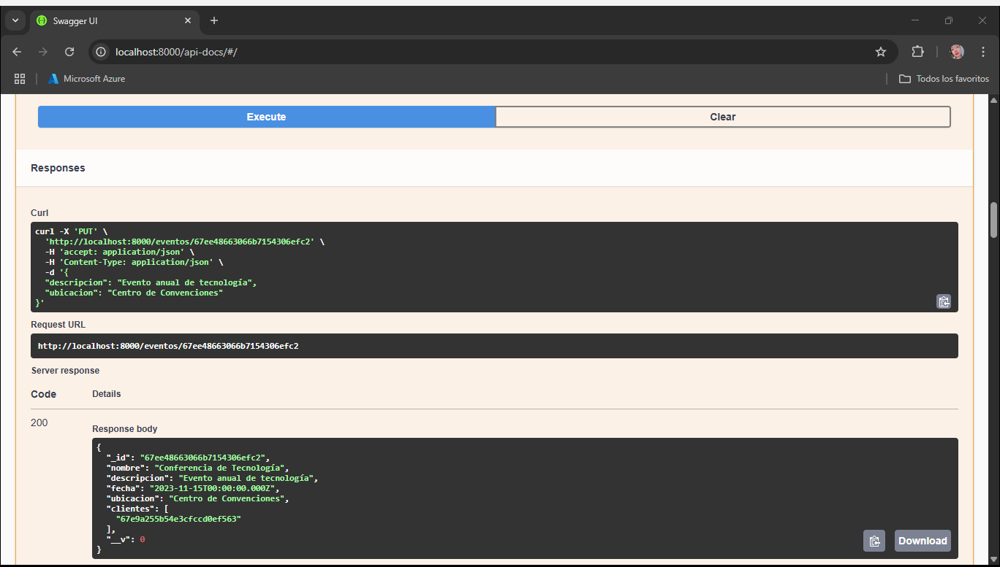 Swagger UI
localhost:8000/api-docs/#/
Microsoft Azure
Todos los favoritos
Execute
Clear
Responses
Curl
curl -X 'PUT' \
  'http://localhost:8000/eventos/67ee48663066b7154306efc2' \
  -H 'accept: application/json' \
  -H 'Content-Type: application/json' \
  -d '{
  "descripcion": "Evento anual de tecnología",
  "ubicacion": "Centro de Convenciones"
}'
Request URL
http://localhost:8000/eventos/67ee48663066b7154306efc2
Server response
Code Details
200
Response body
{
  "_id": "67ee48663066b7154306efc2",
  "nombre": "Conferencia de Tecnología",
  "descripcion": "Evento anual de tecnología",
  "fecha": "2023-11-15T00:00:00.000Z",
  "ubicacion": "Centro de Convenciones",
  "clientes": [
    "67e9a255b54e3cfccd0ef563"
  ],
  "__v": 0
}
Download